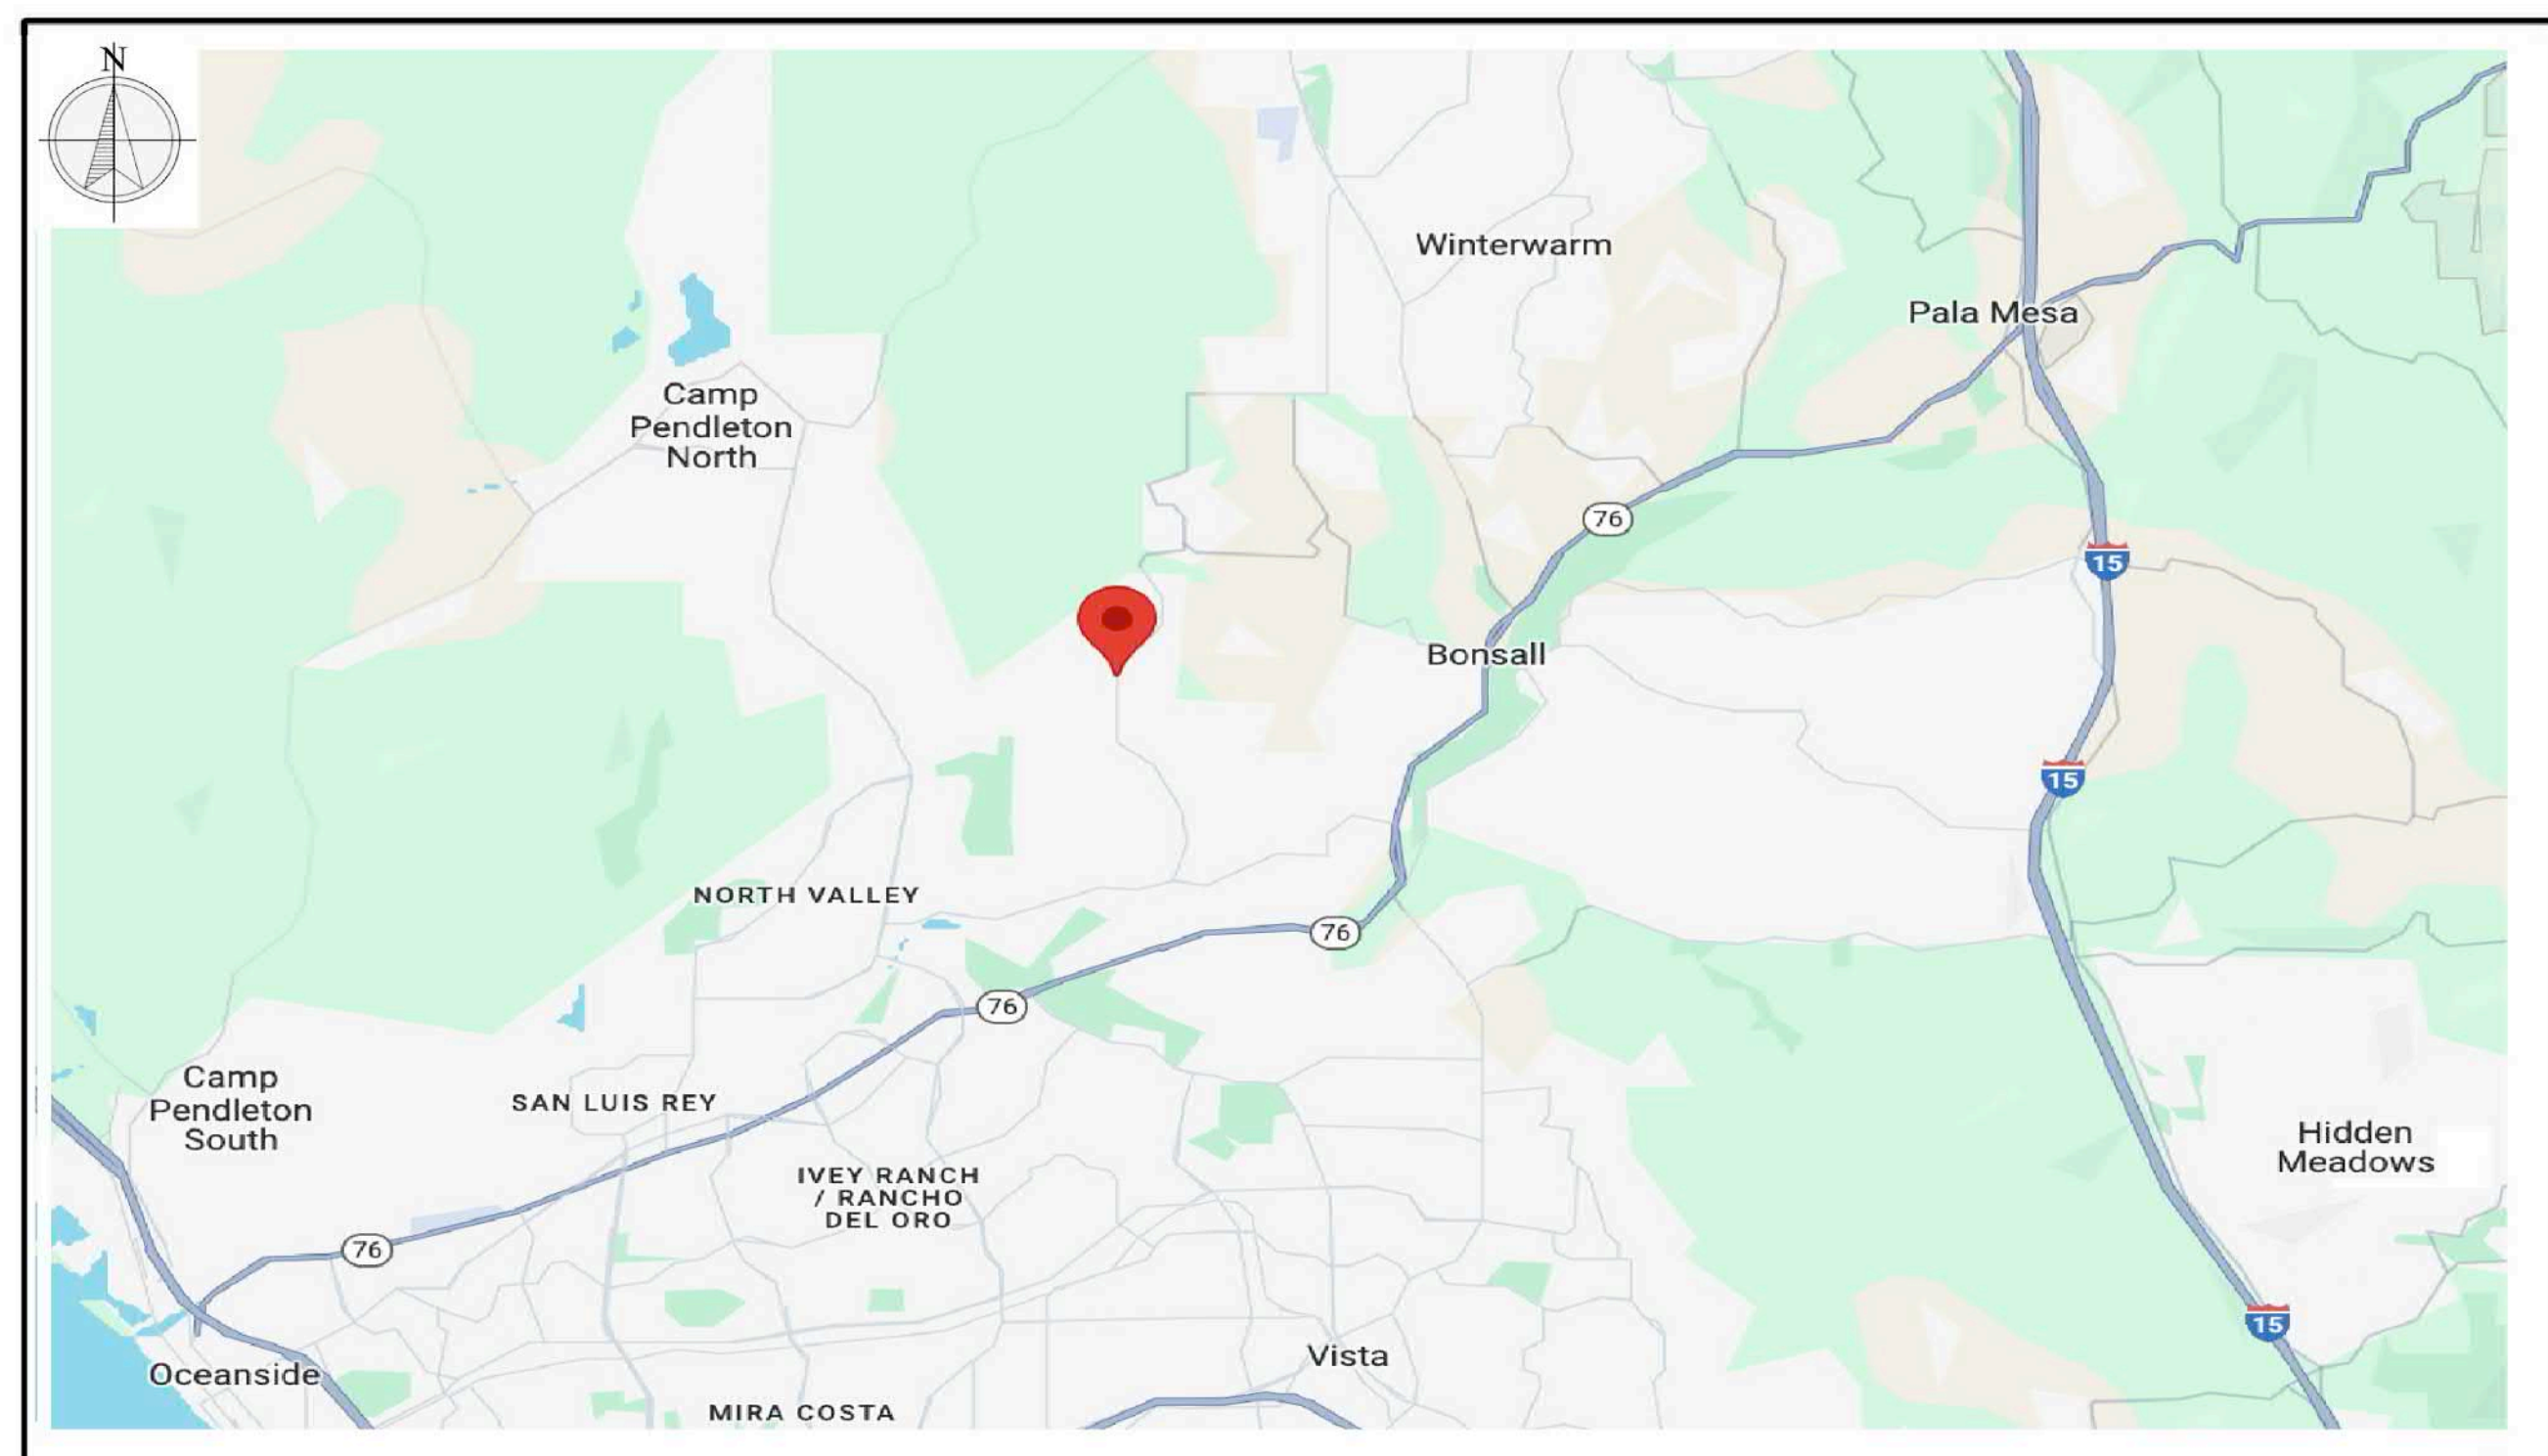 N
Winterwarm
Pala Mesa
Camp
Pendleton
North
76
15
Bonsall
15
NORTH VALLEY
76
76
Camp
Pendleton
South
SAN LUIS REY
Hidden
Meadows
IVEY RANCH
/ RANCHO
DEL ORO
76
15
Vista
Oceanside
MIRA COSTA